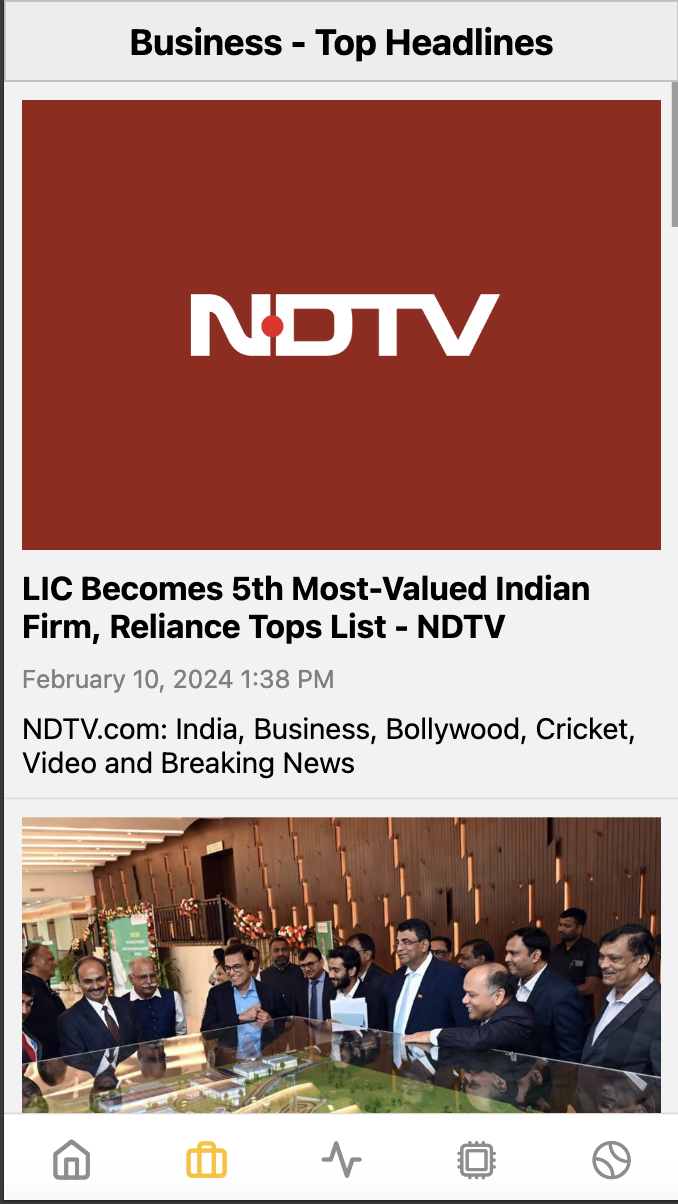 Business - Top Headlines
NDTV
LIC Becomes 5th Most-Valued Indian
Firm, Reliance Tops List - NDTV
February 10, 2024 1:38 PM
NDTV.com: India, Business, Bollywood, Cricket,
Video and Breaking News